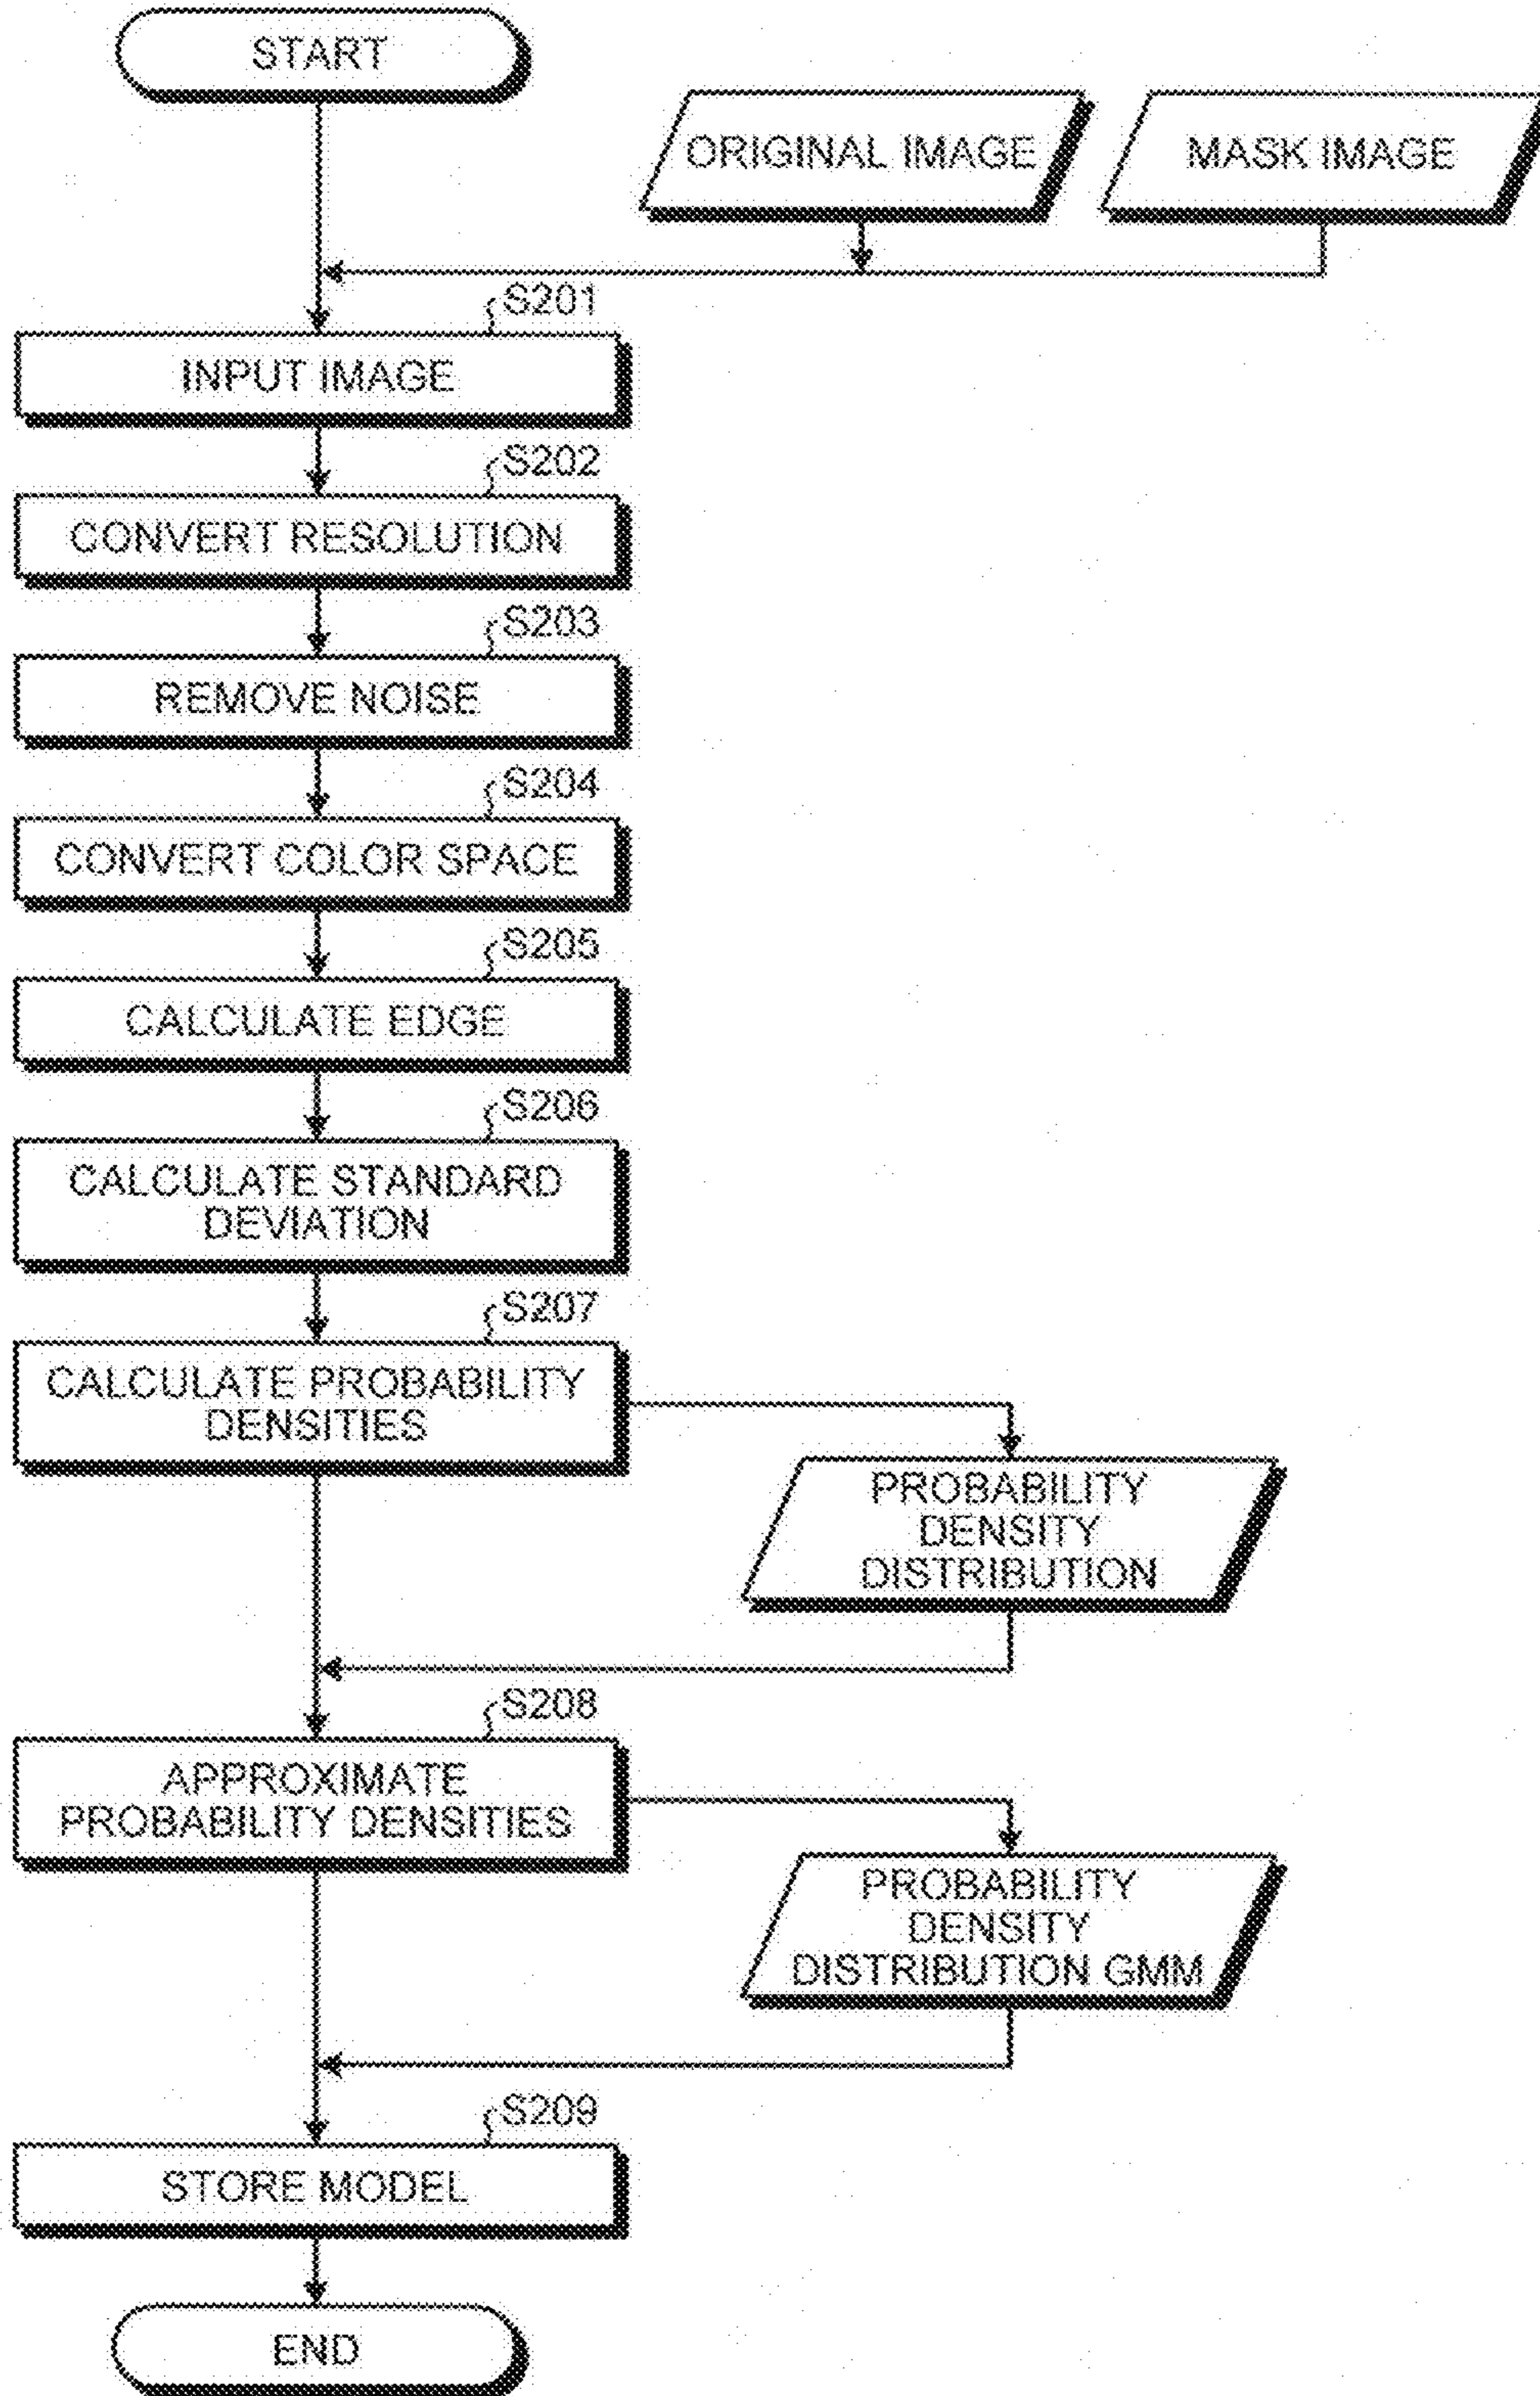 START
ORIGINAL IMAGE
MASK IMAGE
S201
INPUT IMAGE
S202
CONVERT RESOLUTION
S203
REMOVE NOISE
S204
CONVERT COLOR SPACE
S205
CALCULATE EDGE
S206
CALCULATE STANDARD
DEVIATION
S207
CALCULATE PROBABILITY
DENSITIES
PROBABILITY
DENSITY
DISTRIBUTION
S208
APPROXIMATE
PROBABILITY DENSITIES
PROBABILITY
DENSITY
DISTRIBUTION GMM
S209
STORE MODEL
END